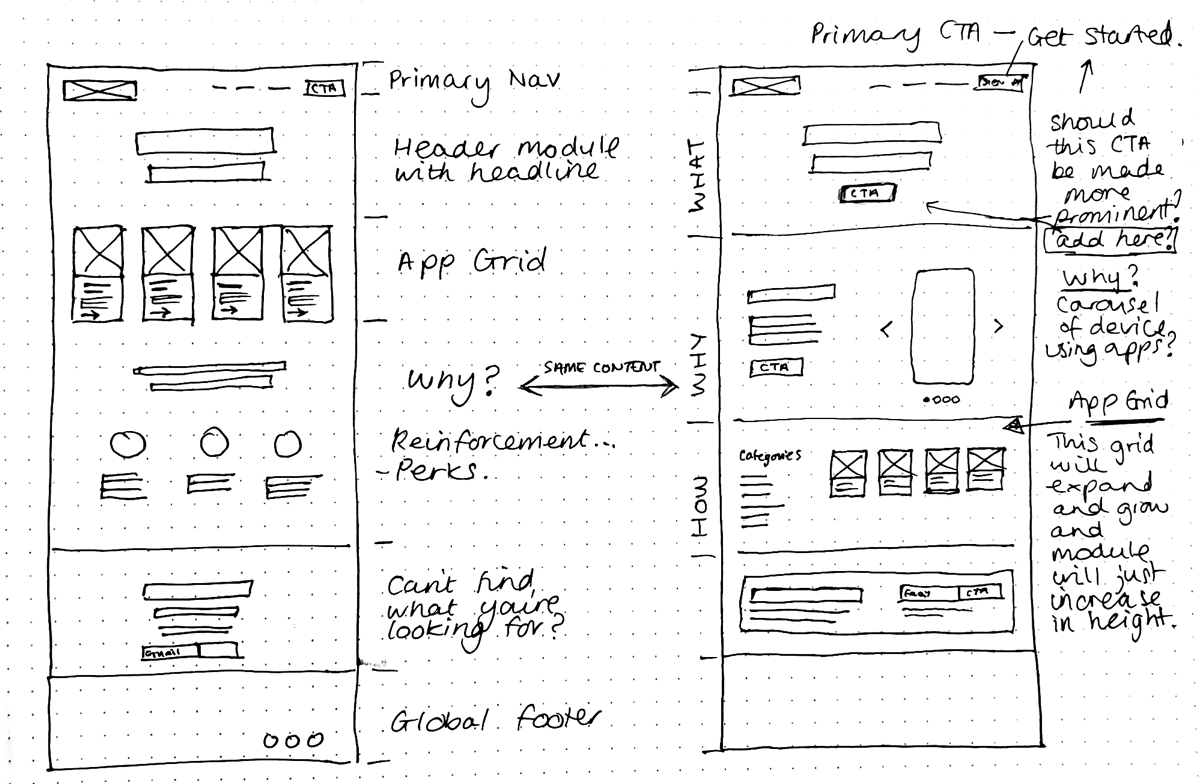 Primary CTA — Get Started.
CTA
Primary Nav
Header module
with headline
App Grid
Why?
SAME CONTENT
Reinforcement...
- Perks.
Can't find
what you're
looking for?
Email
Global Footer
WHAT
WHY
HOW
CTA
CTA
Categories
CTA
should
this CTA
be made
more
prominent?
add here?
Why?
Carousel
of device
using apps?
App Grid
This grid
will
expand
and grow
and
module
will just
increase
in height.